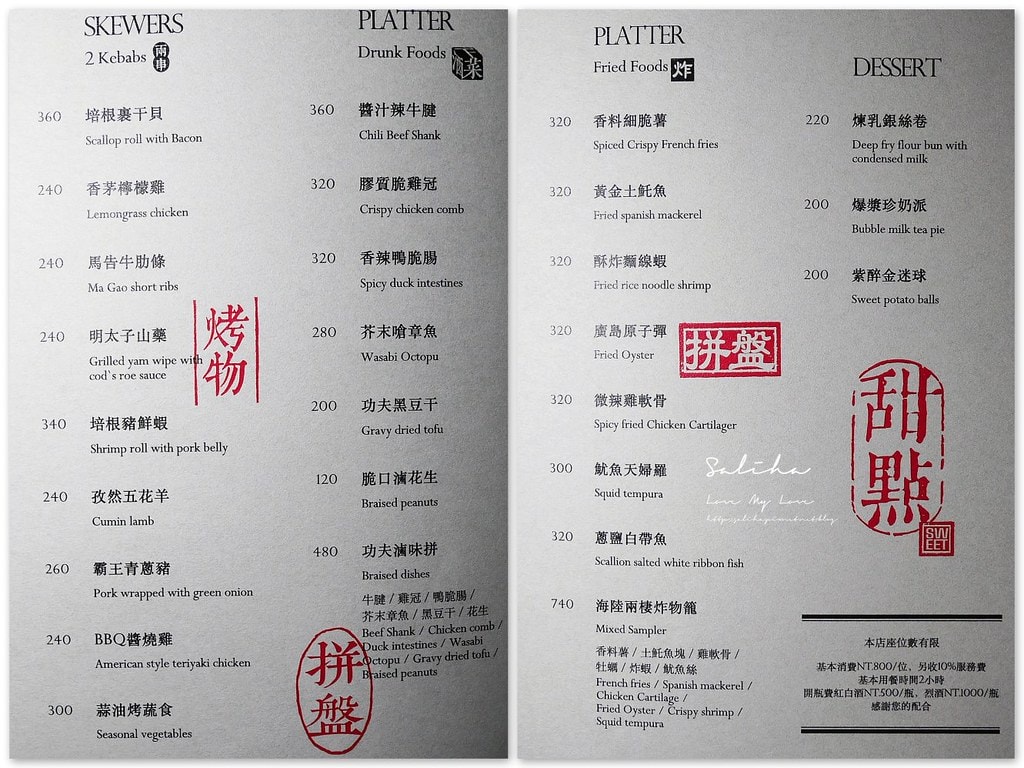 SKEWERS
2 Kebabs 兩串
360 培根裹干貝
Scallop roll with Bacon
240 香茅檸檬雞
Lemongrass chicken
240 馬告牛肋條
Ma Gao short ribs
240 明太子山藥
Grilled yam wipe with
cod`s roe sauce
340 培根豬鮮蝦
Shrimp roll with pork belly
240 孜然五花羊
Cumin lamb
260 霸王青蔥豬
Pork wrapped with green onion
240 BBQ醬燒雞
American style teriyaki chicken
300 蒜油烤蔬食
Seasonal vegetables
烤物
PLATTER
Drunk Foods 酒菜
360 醬汁辣牛腱
Chili Beef Shank
320 膠質脆雞冠
Crispy chicken comb
320 香辣鴨脆腸
Spicy duck intestines
280 芥末嗆章魚
Wasabi Octopu
200 功夫黑豆干
Gravy dried tofu
120 脆口滷花生
Braised peanuts
480 功夫滷味拼
Braised dishes
牛腱 / 雞冠 / 鴨脆腸 /
芥末章魚 / 黑豆干 / 花生
Beef Shank / Chicken comb /
Duck intestines / Wasabi
Octopu / Gravy dried tofu /
Braised peanuts
拼盤
PLATTER
Fried Foods 炸
320 香料細脆薯
Spiced Crispy French fries
320 黃金土魠魚
Fried spanish mackerel
320 酥炸麵線蝦
Fried rice noodle shrimp
320 廣島原子彈
Fried Oyster
320 微辣雞軟骨
Spicy fried Chicken Cartilager
300 魷魚天婦羅
Squid tempura
320 蔥鹽白帶魚
Scallion salted white ribbon fish
740 海陸兩棲炸物籠
Mixed Sampler
香料薯 / 土魠魚塊 / 雞軟骨 /
牡蠣 / 炸蝦 / 魷魚絲
French fries / Spanish mackerel /
Chicken Cartilage /
Fried Oyster / Crispy shrimp /
Squid tempura
拼盤
Saliha
Love My Love
DESSERT
220 煉乳銀絲卷
Deep fry flour bun with
condensed milk
200 爆漿珍奶派
Bubble milk tea pie
200 紫醉金迷球
Sweet potato balls
甜點
SW
EET
本店座位數有限
基本消費NT.800/位、另收10%服務費
基本用餐時間2小時
開瓶費紅白酒NT.500/瓶、烈酒NT.1000/瓶
感謝您的配合